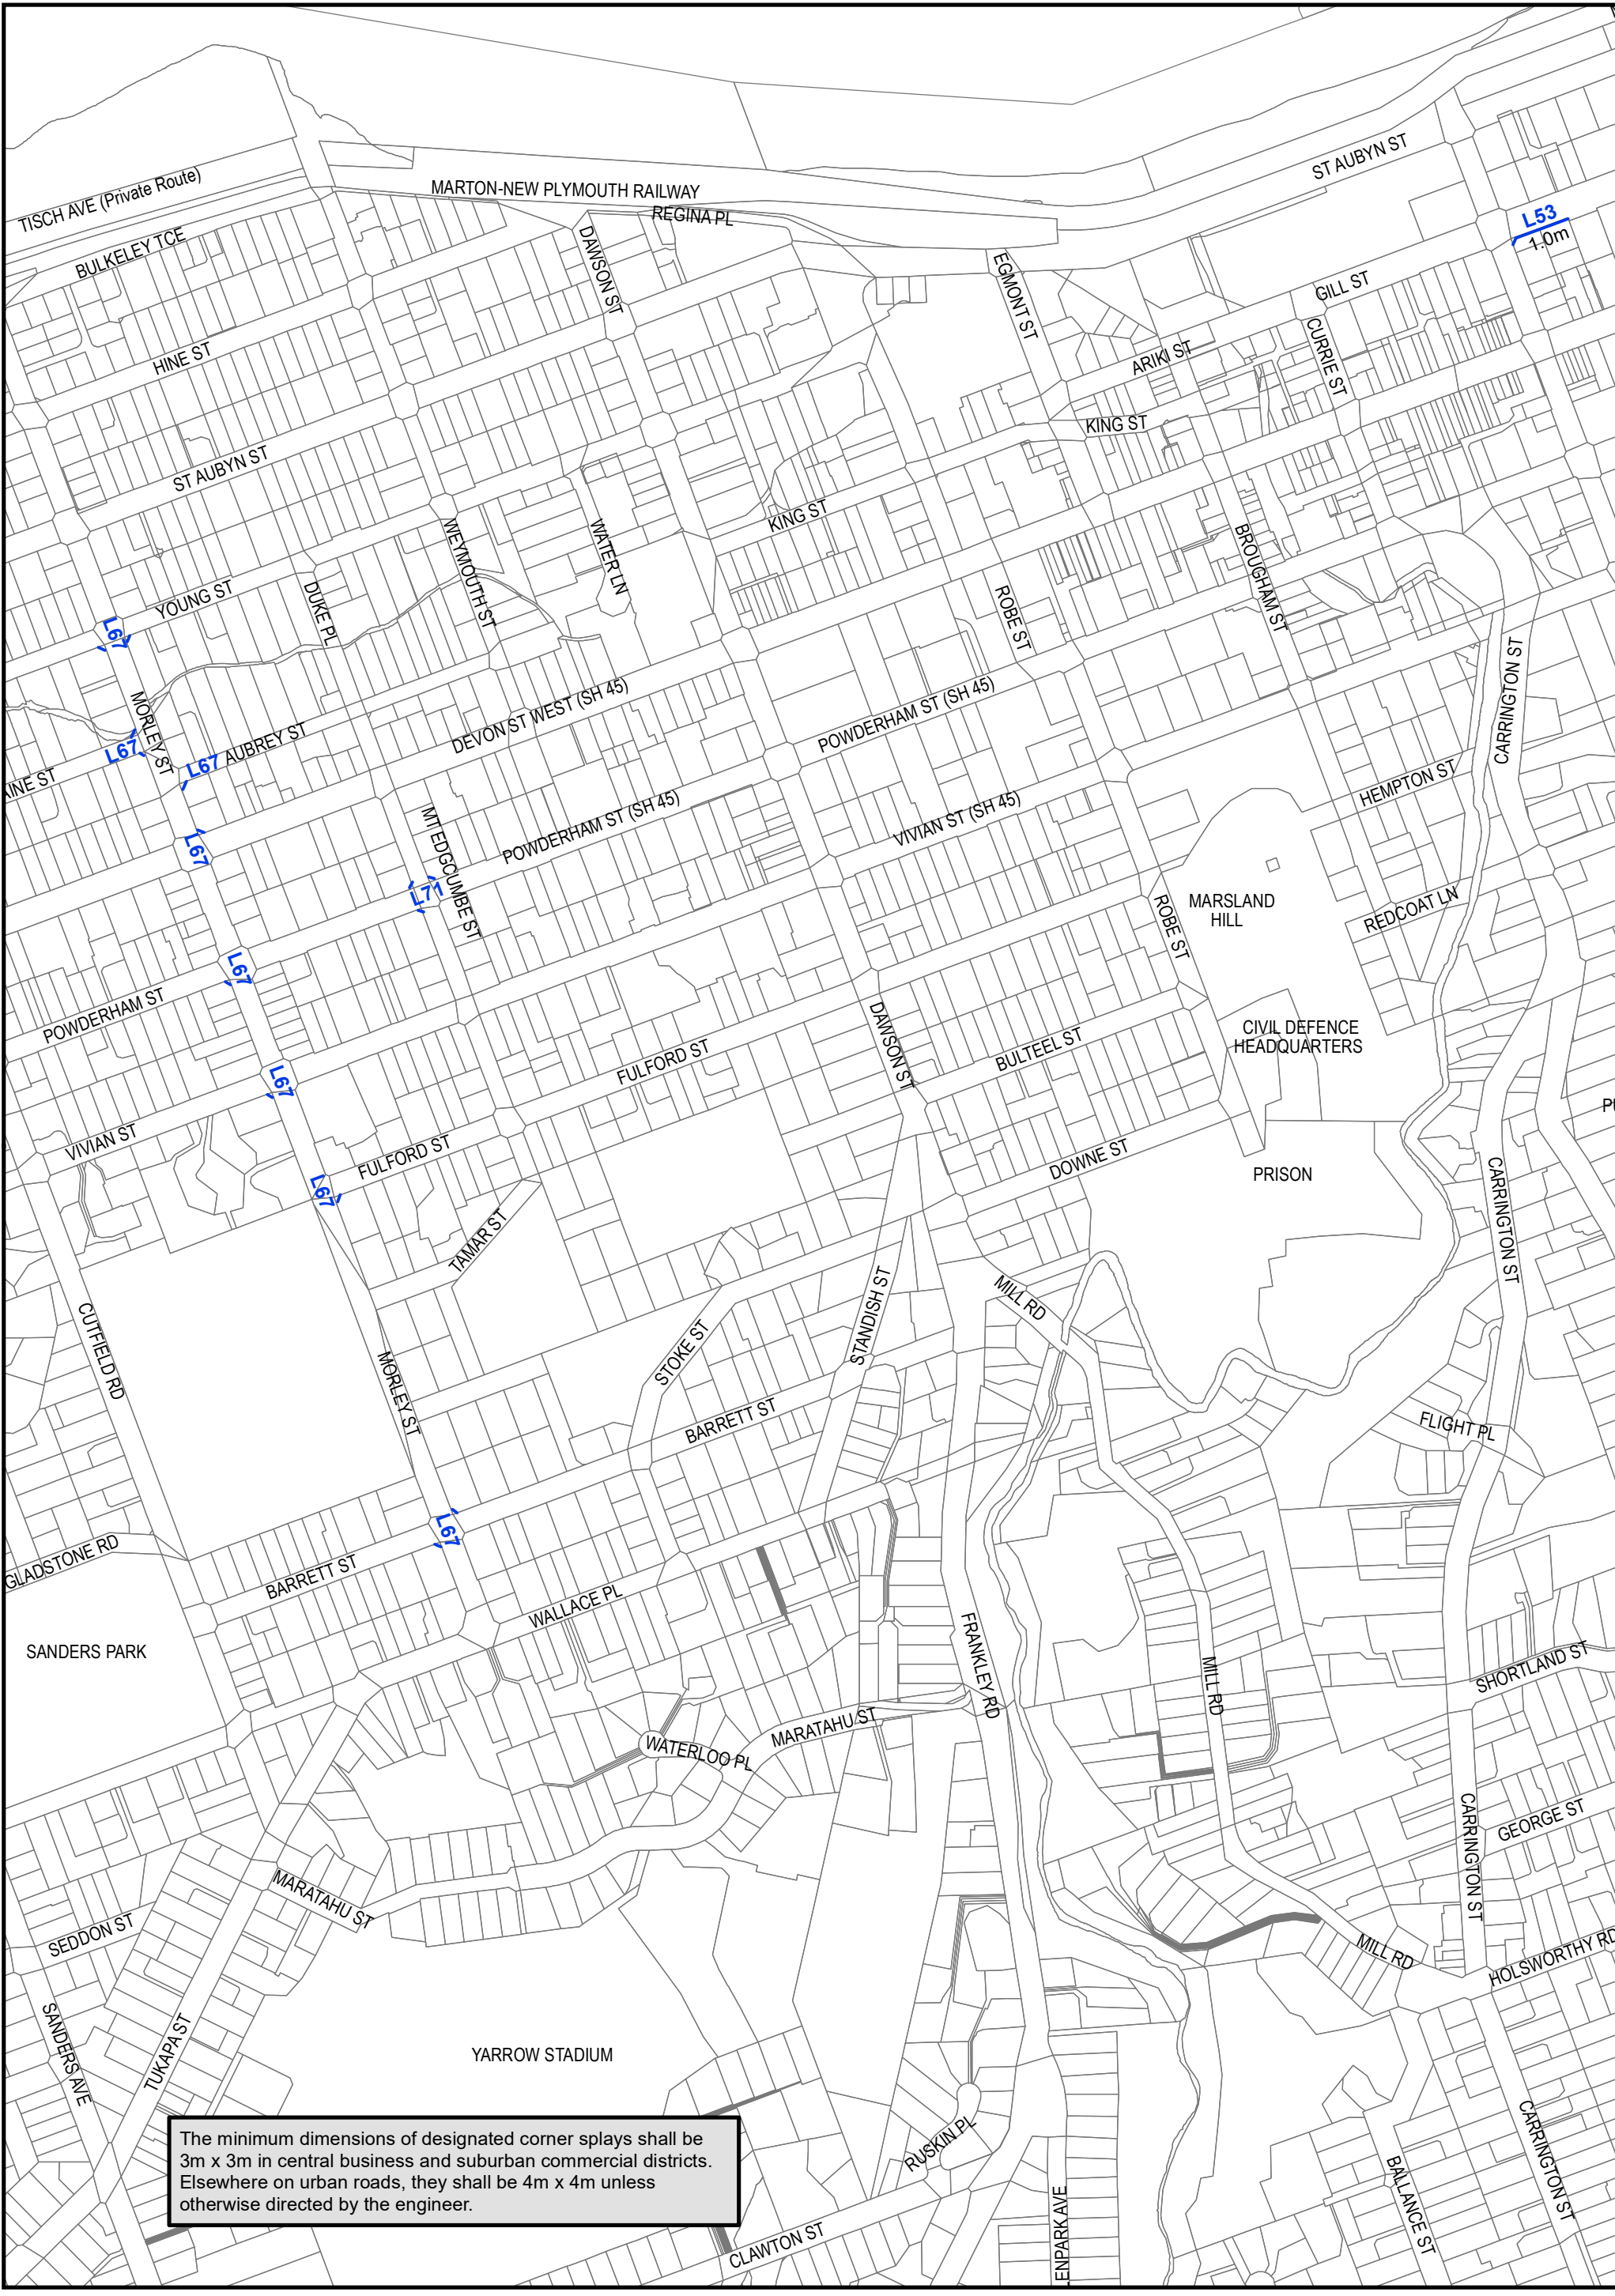 ST AUBYN ST
MARTON-NEW PLYMOUTH RAILWAY
TISCH AVE (Private Route)
REGINA PL
L53
1.0m
BULKELEY TCE
DAWSON ST
EGMONT ST
GILL ST
HINE ST
ARIKI ST
CURRIE ST
KING ST
ST AUBYN ST
KING ST
WEYMOUTH ST
WATER LN
BROUGHAM ST
YOUNG ST
DUKE PL
ROBE ST
L67
CARRINGTON ST
MORLEY ST
DEVON ST WEST (SH 45)
POWDERHAM ST (SH 45)
L67
L67
AUBREY ST
AINE ST
HEMPTON ST
MT EDGCUMBE ST
POWDERHAM ST (SH 45)
VIVIAN ST (SH 45)
L67
L71
MARSLAND
HILL
REDCOAT LN
ROBE ST
L67
POWDERHAM ST
DAWSON ST
CIVIL DEFENCE
HEADQUARTERS
FULFORD ST
BULTEEL ST
L67
VIVIAN ST
FULFORD ST
DOWNE ST
PRISON
CARRINGTON ST
L67
TAMAR ST
MILL RD
CUTFIELD RD
STANDISH ST
STOKE ST
MORLEY ST
BARRETT ST
FLIGHT PL
L67
GLADSTONE RD
BARRETT ST
WALLACE PL
SANDERS PARK
FRANKLEY RD
MILL RD
SHORTLAND ST
MARATAHU ST
WATERLOO PL
CARRINGTON ST
GEORGE ST
MARATAHU ST
SEDDON ST
MILL RD
HOLSWORTHY RD
SANDERS AVE
TUKAPA ST
YARROW STADIUM
RUSKIN PL
CARRINGTON ST
BALLANCE ST
The minimum dimensions of designated corner splays shall be
3m x 3m in central business and suburban commercial districts.
Elsewhere on urban roads, they shall be 4m x 4m unless
otherwise directed by the engineer.
CLAWTON ST
ENPARK AVE